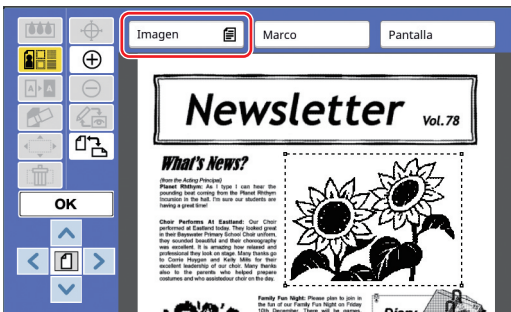 Imagen
Marco
Pantalla
Newsletter Vol. 78
What's News?
(from the Acting Principal)
Planet Rhthym: As I type I can hear the
pounding beat coming from the Planet Rhthym
Incursion in the hall. I'm sure our students are
having a great time!
Choir Performs At Eastland: Our Choir
performed at Eastland today. They looked great
in their Bayswater Primary School Choir uniform,
they sounded beautiful and their choreography
was excellent. It is amazing how relaxed and
professional they look on stage. Many thanks go
to Corrie Huygen and Kelly Mills for their
excellent leadership of our choir. Many thanks
also to the parents who helped prepare
costumes and who assistedour choir on the day.
OK
Family Fun Night: Please plan to join in
the fun of our Family Fun Night on Friday
10th December. There will be games,